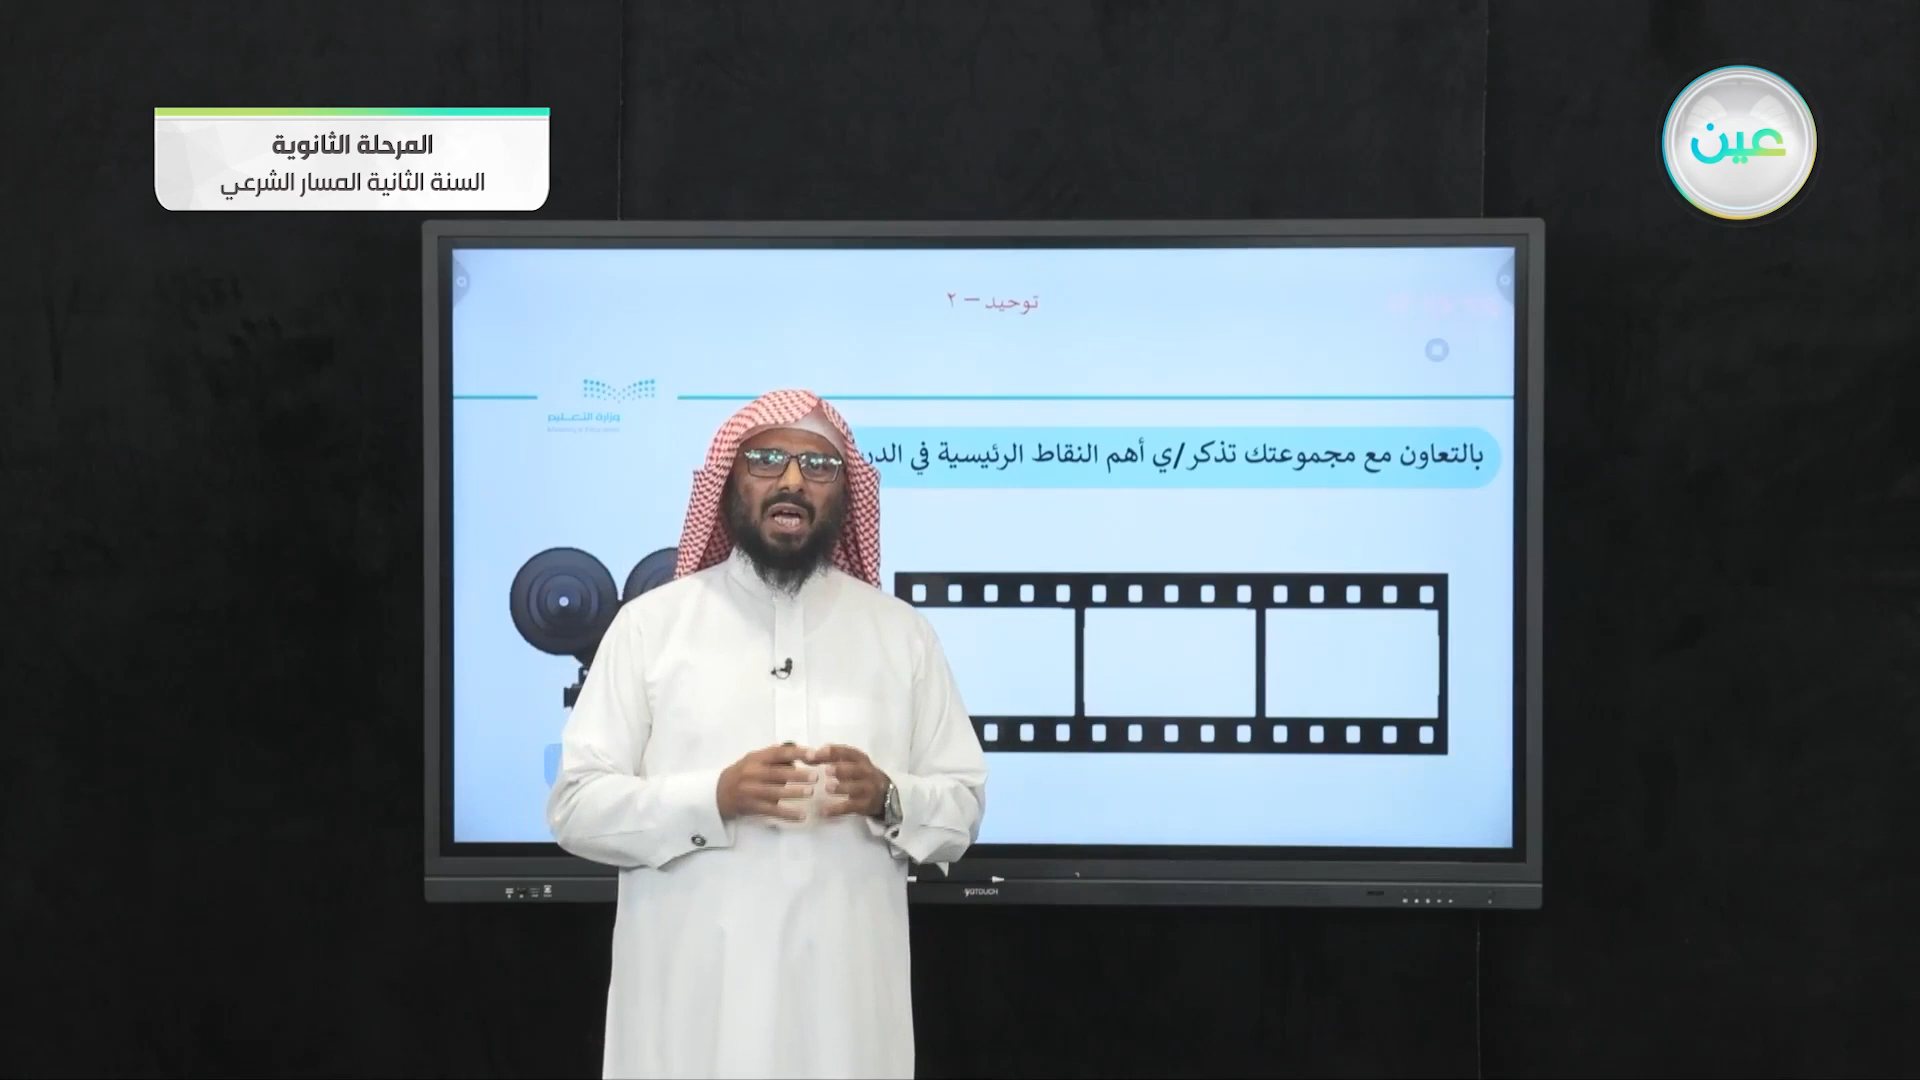 المرحلة الثانوية
السنة الثانية المسار الشرعي
عين
توحيد – ٢
وزارة التعليم
بالتعاون مع مجموعتك تذكر/ي أهم النقاط الرئيسية في